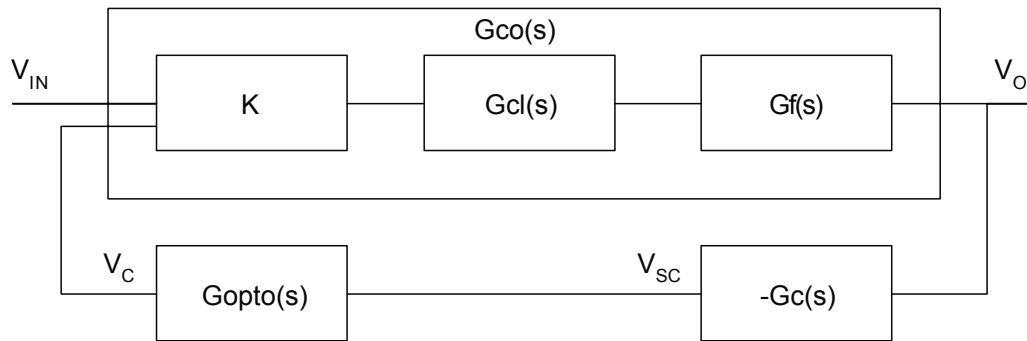 Gco(s)
V_IN
V_O
K
Gcl(s)
Gf(s)
V_C
V_SC
Gopto(s)
-Gc(s)